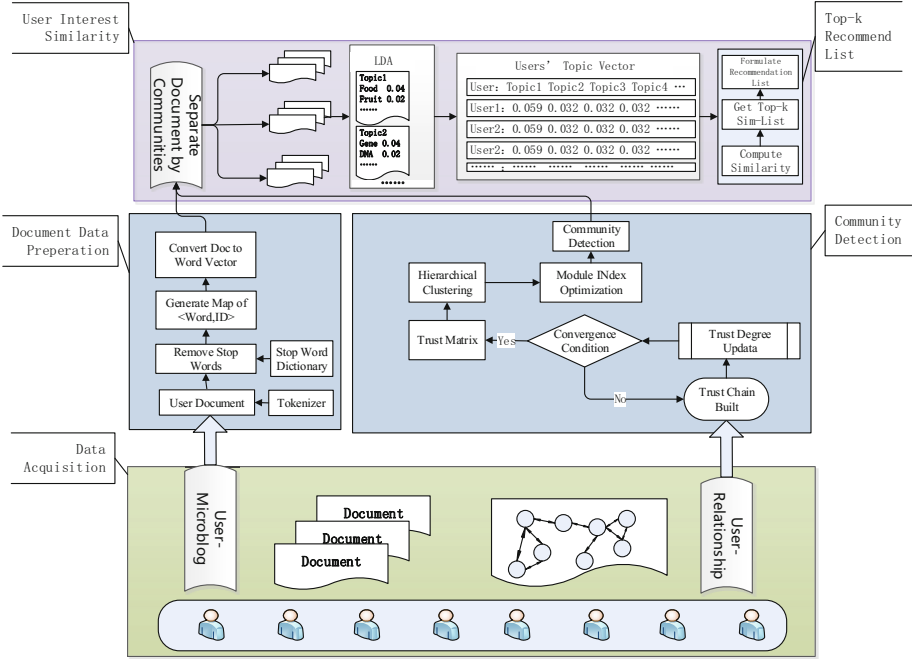 User Interest
Similarity
Top-k
Recommend
List
Separate
Document by
Communities
LDA
Topic1
Food 0.04
Fruit 0.02
……
Topic2
Gene 0.04
DNA 0.02
……
……
Users' Topic Vector
User: Topic1 Topic2 Topic3 Topic4 …
User1: 0.059 0.032 0.032 0.032 ……
User2: 0.059 0.032 0.032 0.032 ……
User2: 0.059 0.032 0.032 0.032 ……
…… : …… …… …… …… ……
Formulate
Recommendation
List
Get Top-k
Sim-List
Compute
Similarity
Document Data
Preperation
Convert Doc to
Word Vector
Generate Map of
<Word,ID>
Remove Stop
Words
Stop Word
Dictionary
User Document
Tokenizer
Community
Detection
Community
Detection
Hierarchical
Clustering
Module INdex
Optimization
Trust Matrix
Yes
Convergence
Condition
Trust Degree
Updata
No
Trust Chain
Built
Data
Acquisition
User-
Microblog
Document
Document
Document
User-
Relationship